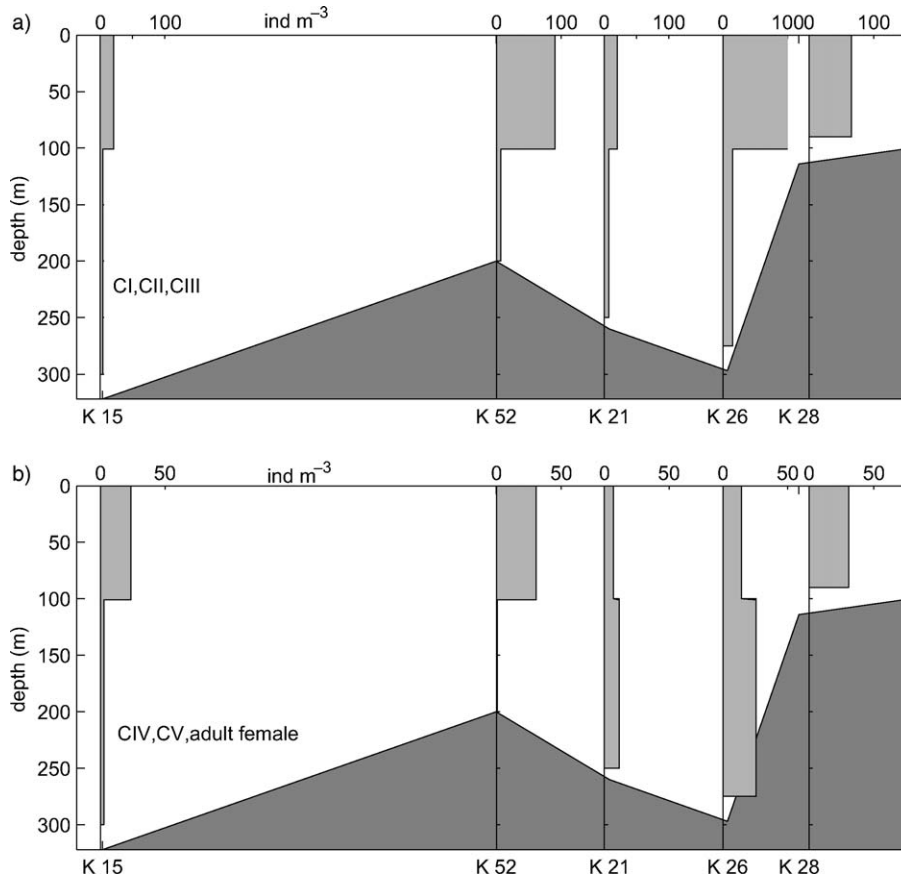 a)
0 100 ind m⁻³ 0 100 0 100 0 100 0 100
0
50
100
150
200
250
300
depth (m)
CI,CII,CIII
K 15 K 52 K 21 K 26 K 28
b)
0 50 ind m⁻³ 0 50 0 50 0 50 0 50
0
50
100
150
200
250
300
depth (m)
CIV,CV,adult female
K 15 K 52 K 21 K 26 K 28